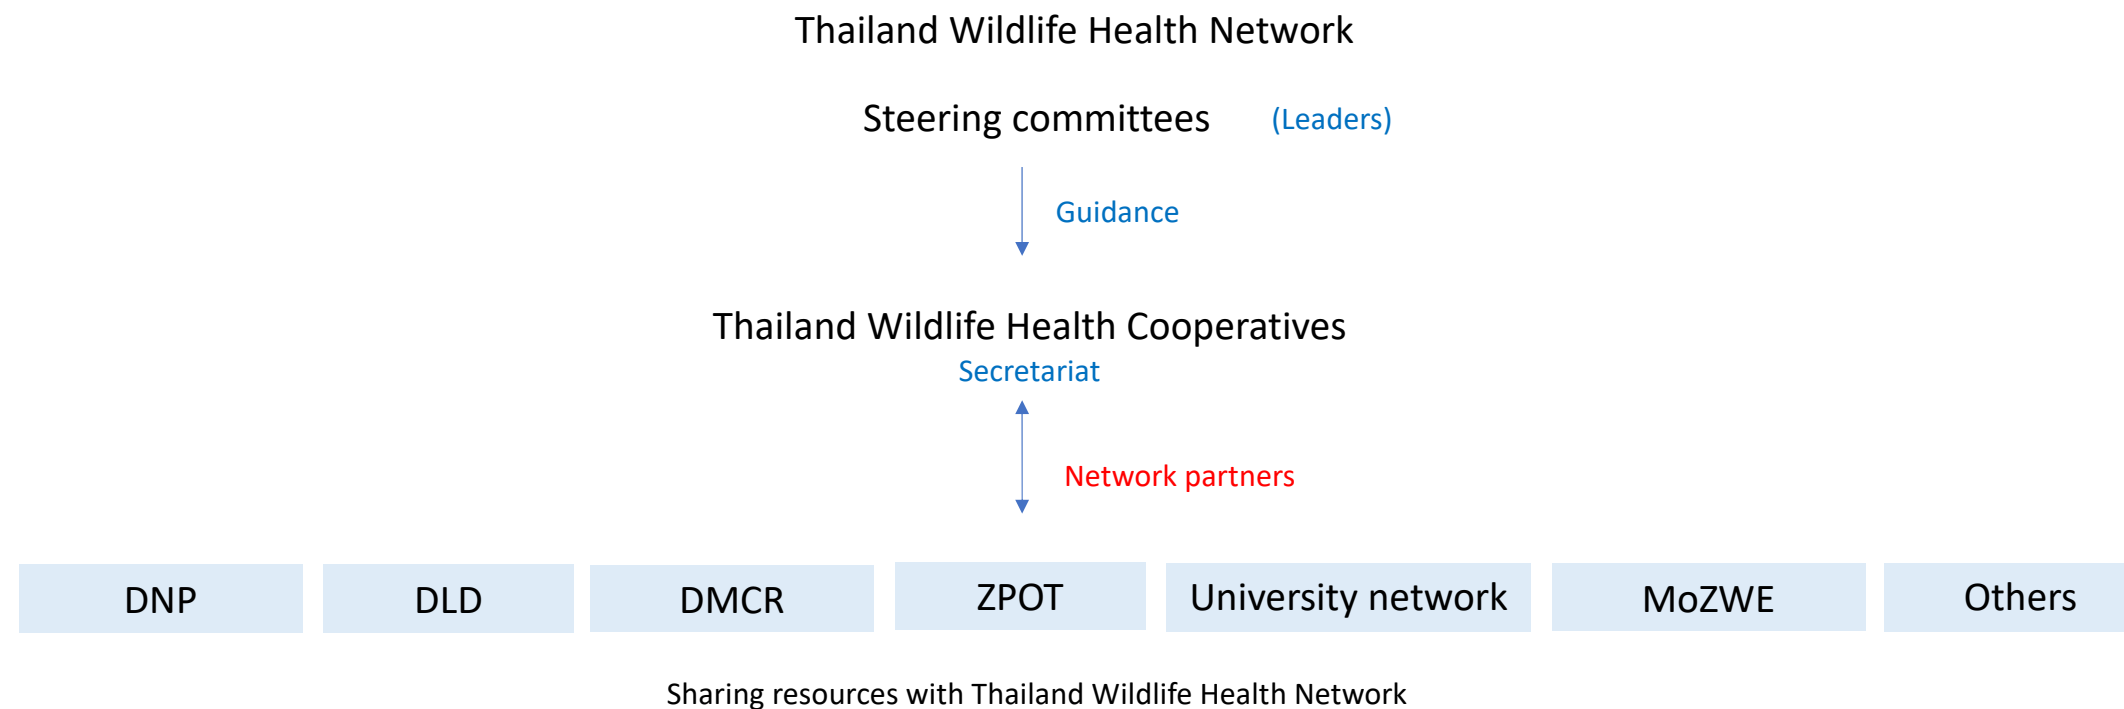 Thailand Wildlife Health Network
Steering committees (Leaders)
Guidance
Thailand Wildlife Health Cooperatives
Secretariat
Network partners
DNP DLD DMCR ZPOT University network MoZWE Others
Sharing resources with Thailand Wildlife Health Network